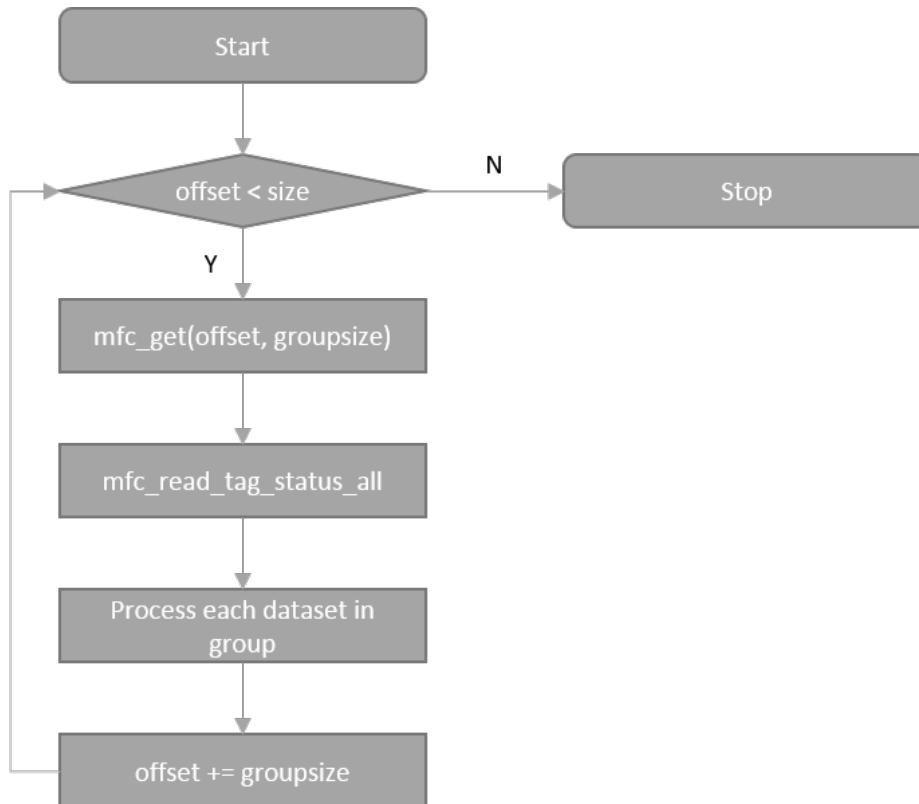 Start
offset < size
N
Stop
Y
mfc_get(offset, groupsize)
mfc_read_tag_status_all
Process each dataset in
group
offset += groupsize